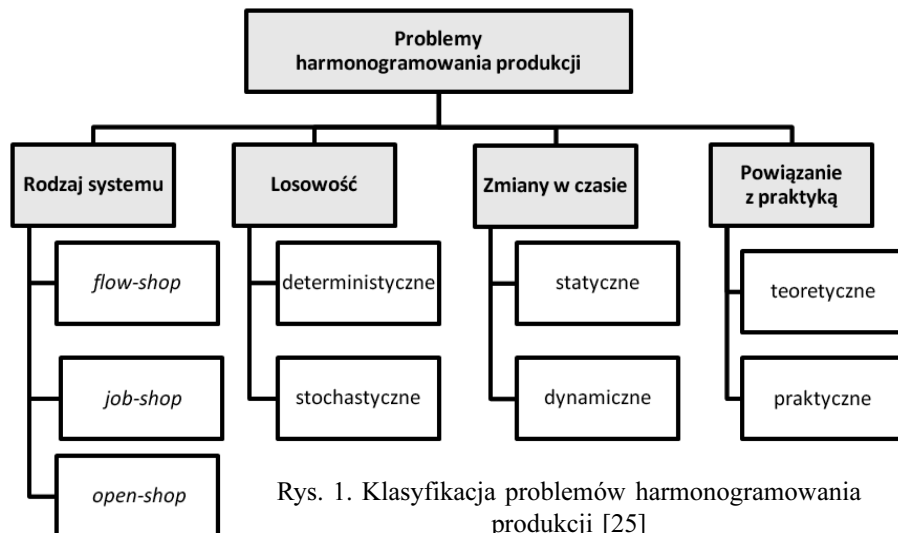 Problemy
harmonogramowania produkcji
Rodzaj systemu
flow-shop
job-shop
open-shop
Losowość
deterministyczne
stochastyczne
Zmiany w czasie
statyczne
dynamiczne
Powiązanie
z praktyką
teoretyczne
praktyczne
Rys. 1. Klasyfikacja problemów harmonogramowania
produkcji [25]